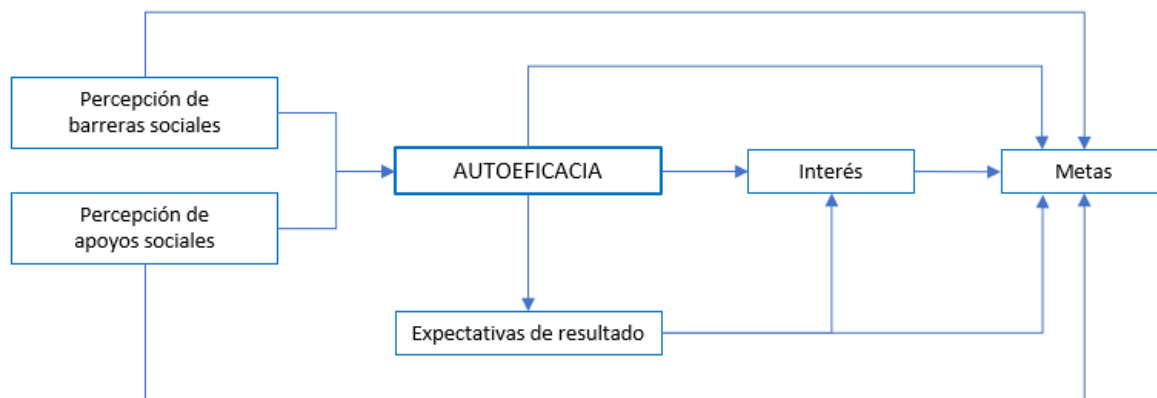 Percepción de
barreras sociales
Percepción de
apoyos sociales
AUTOEFICACIA
Interés
Metas
Expectativas de resultado